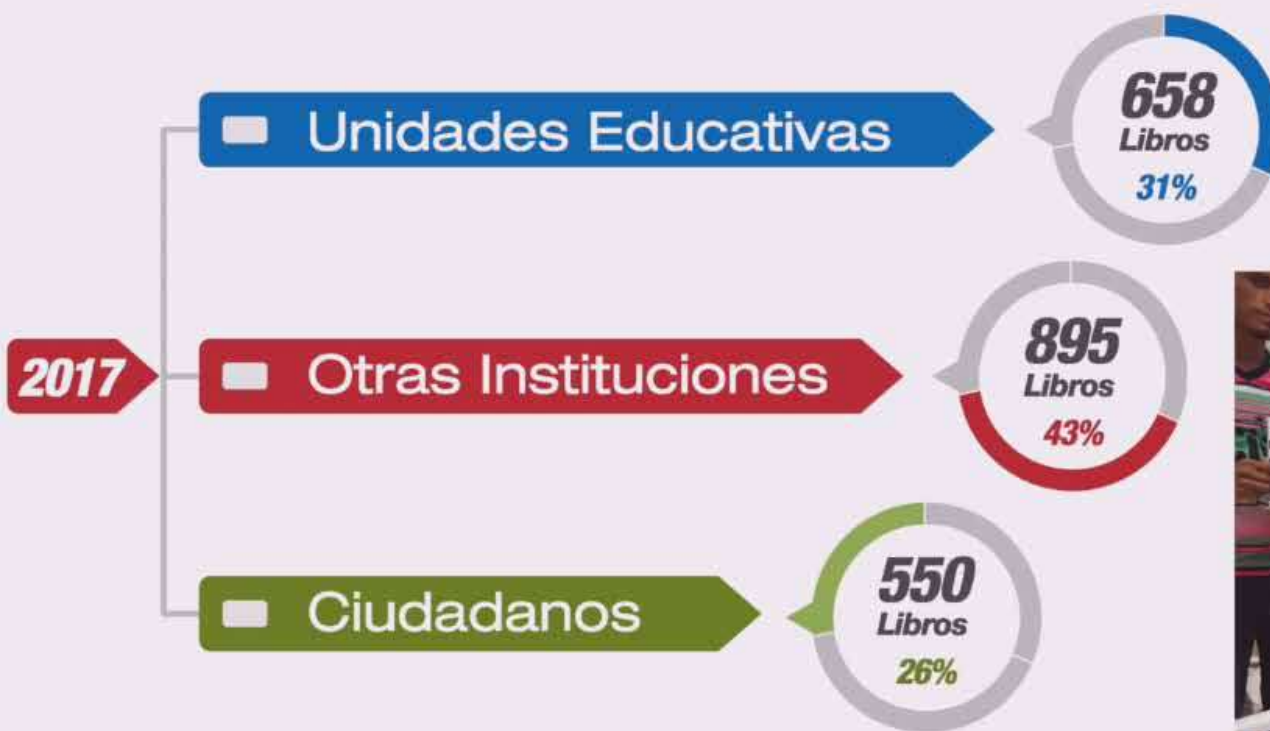 Unidades Educativas
658
Libros
31%
2017
Otras Instituciones
895
Libros
43%
Ciudadanos
550
Libros
26%